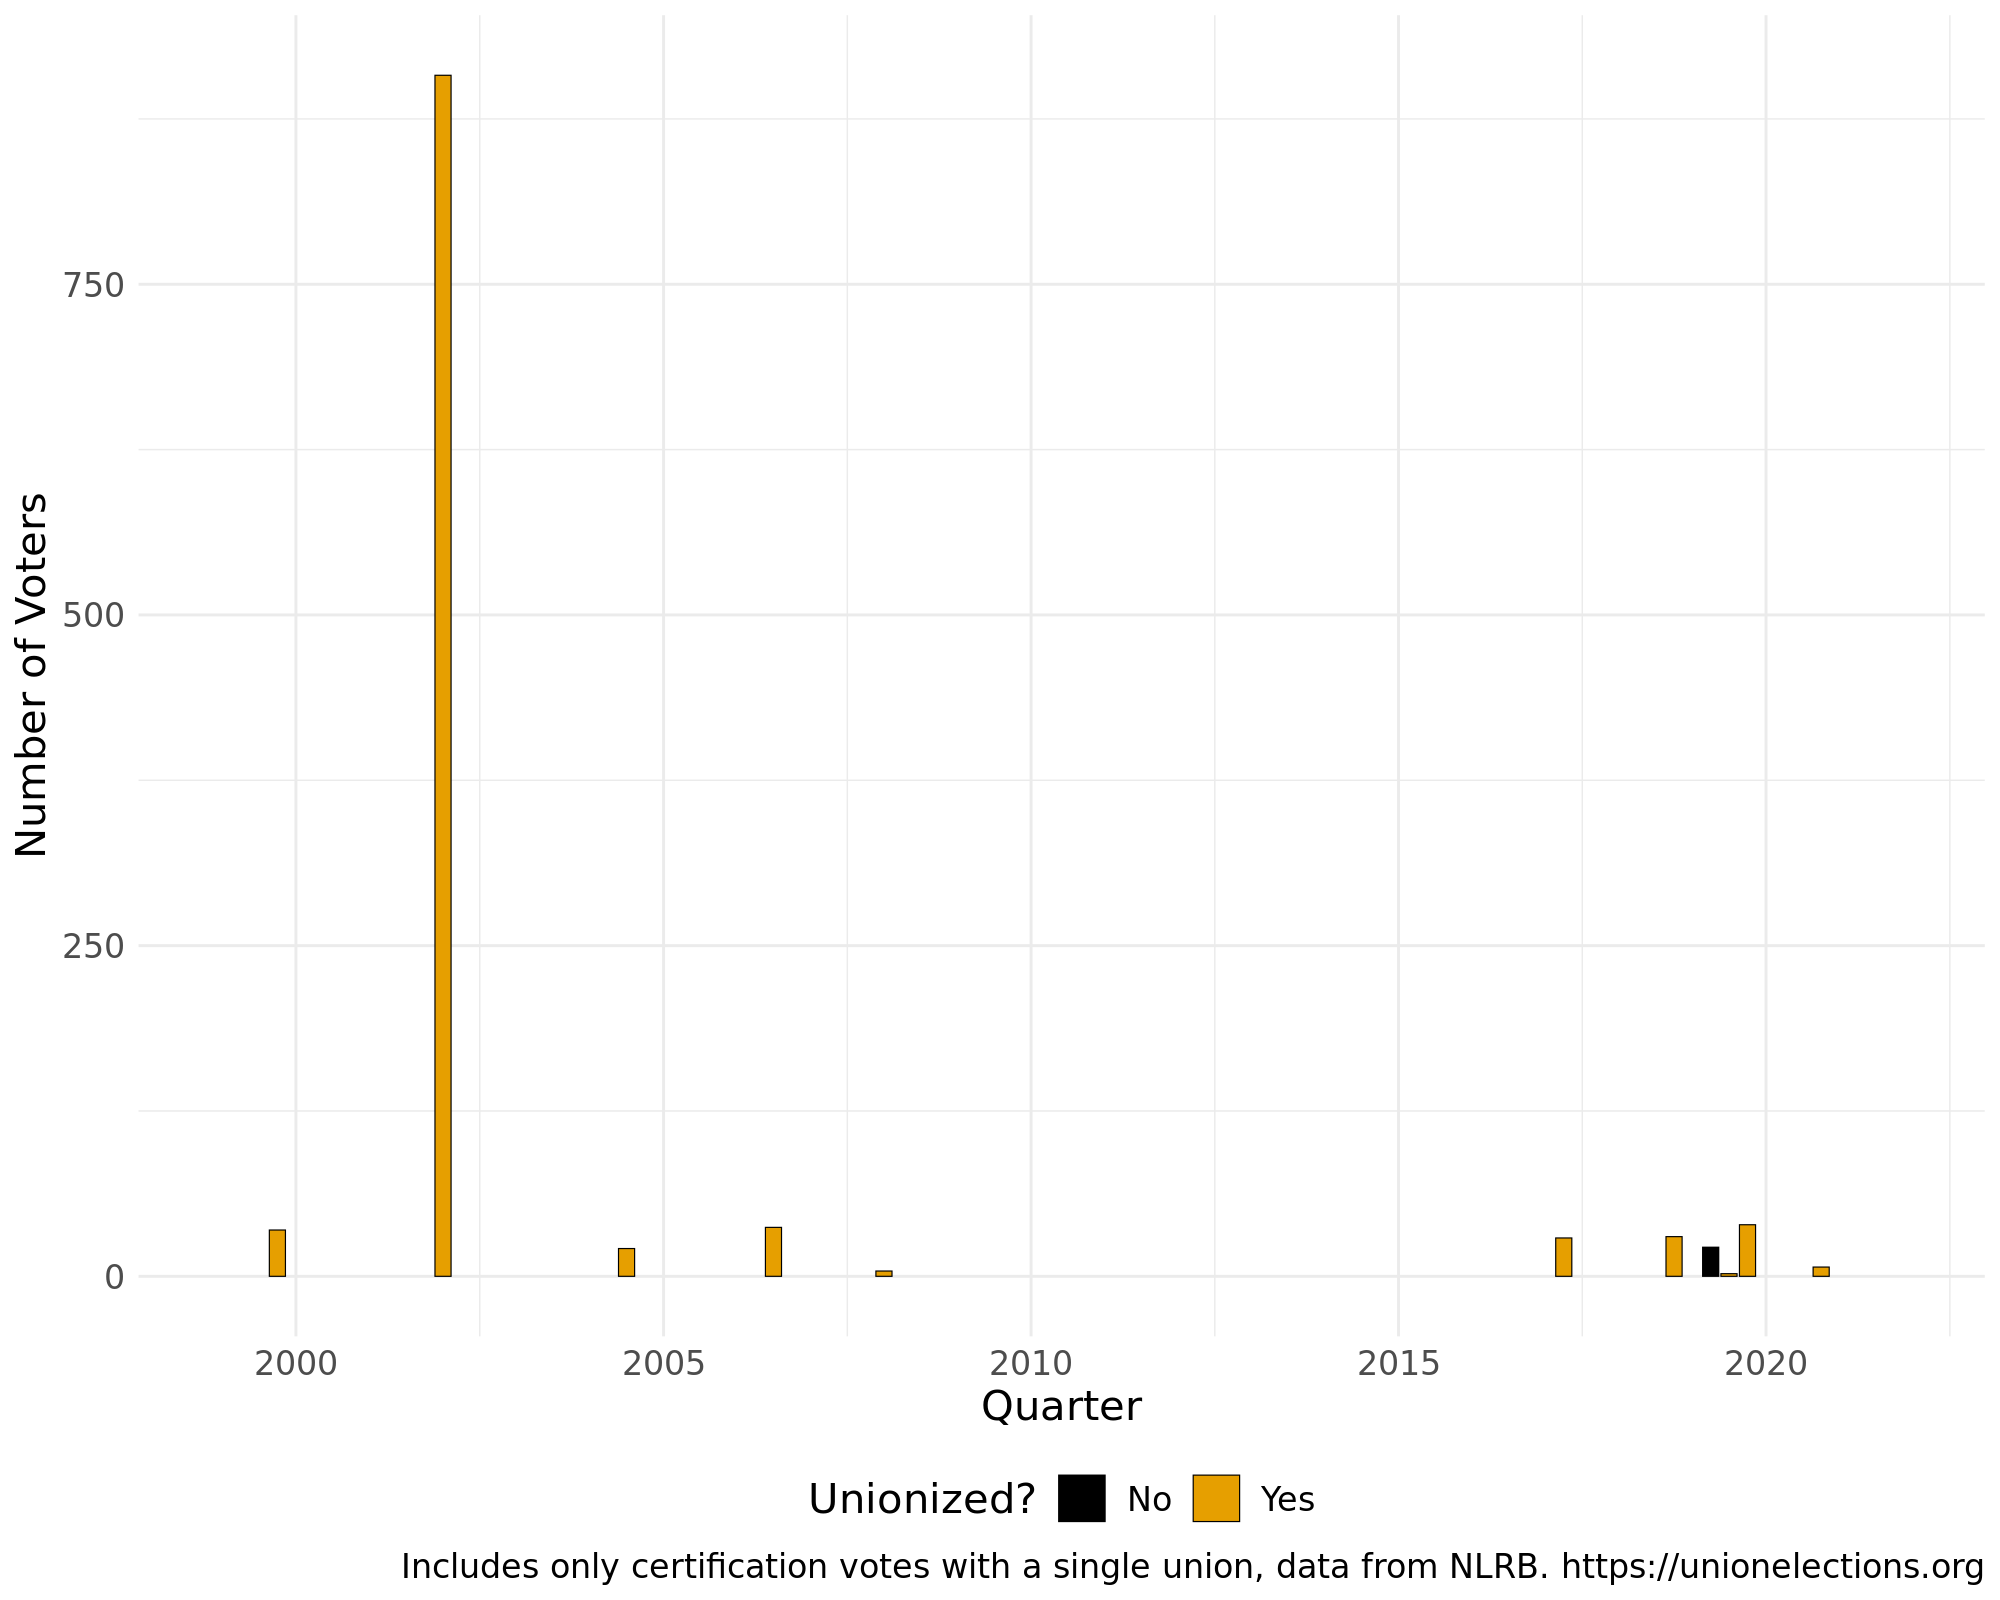 Number of Voters
750
500
250
0
2000 2005 2010 2015 2020
Quarter
Unionized? No Yes
Includes only certification votes with a single union, data from NLRB. https://unionelections.org